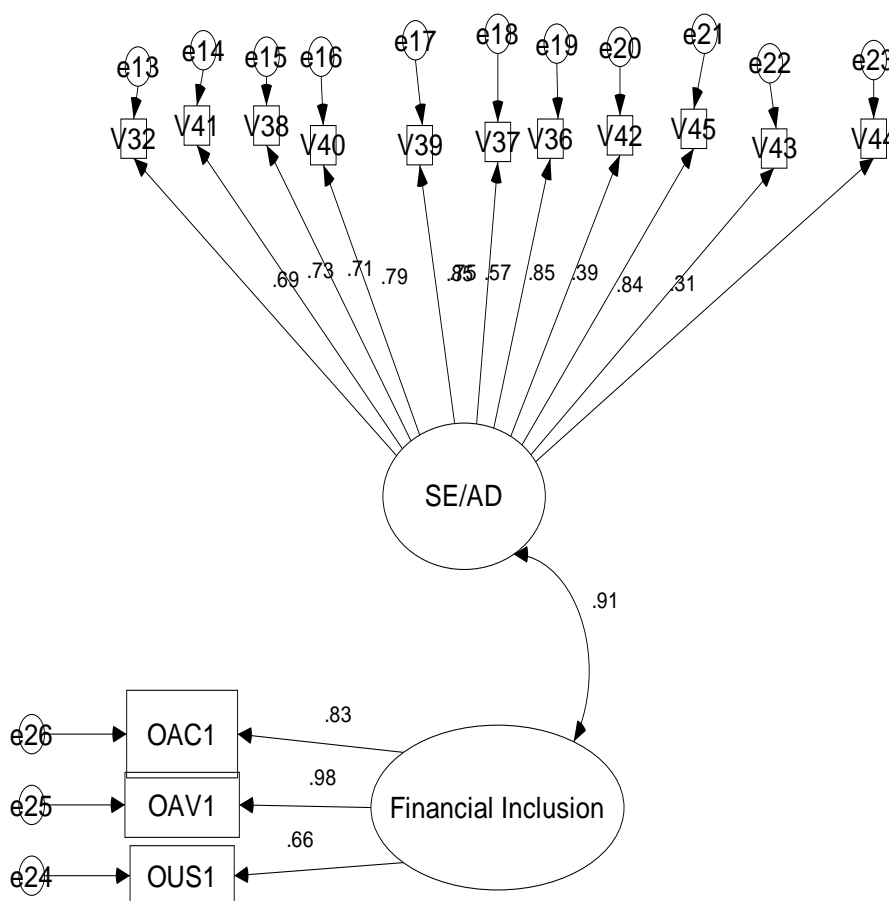 e13 e14 e15 e16 e17 e18 e19 e20 e21 e22 e23
V32 V41 V38 V40 V39 V37 V36 V42 V45 V43 V44
.69 .73 .71 .79 .57 .85 .39 .84 .31
SE/AD
.91
e26 OAC1 .83
e25 OAV1 .98 Financial Inclusion
e24 OUS1 .66